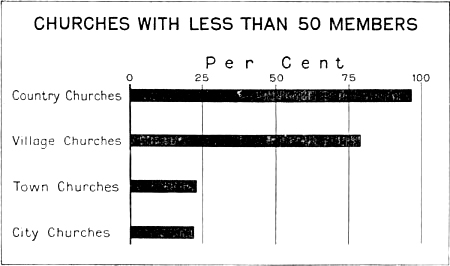 CHURCHES WITH LESS THAN 50 MEMBERS
Per Cent
0 25 50 75 100
Country Churches
Village Churches
Town Churches
City Churches